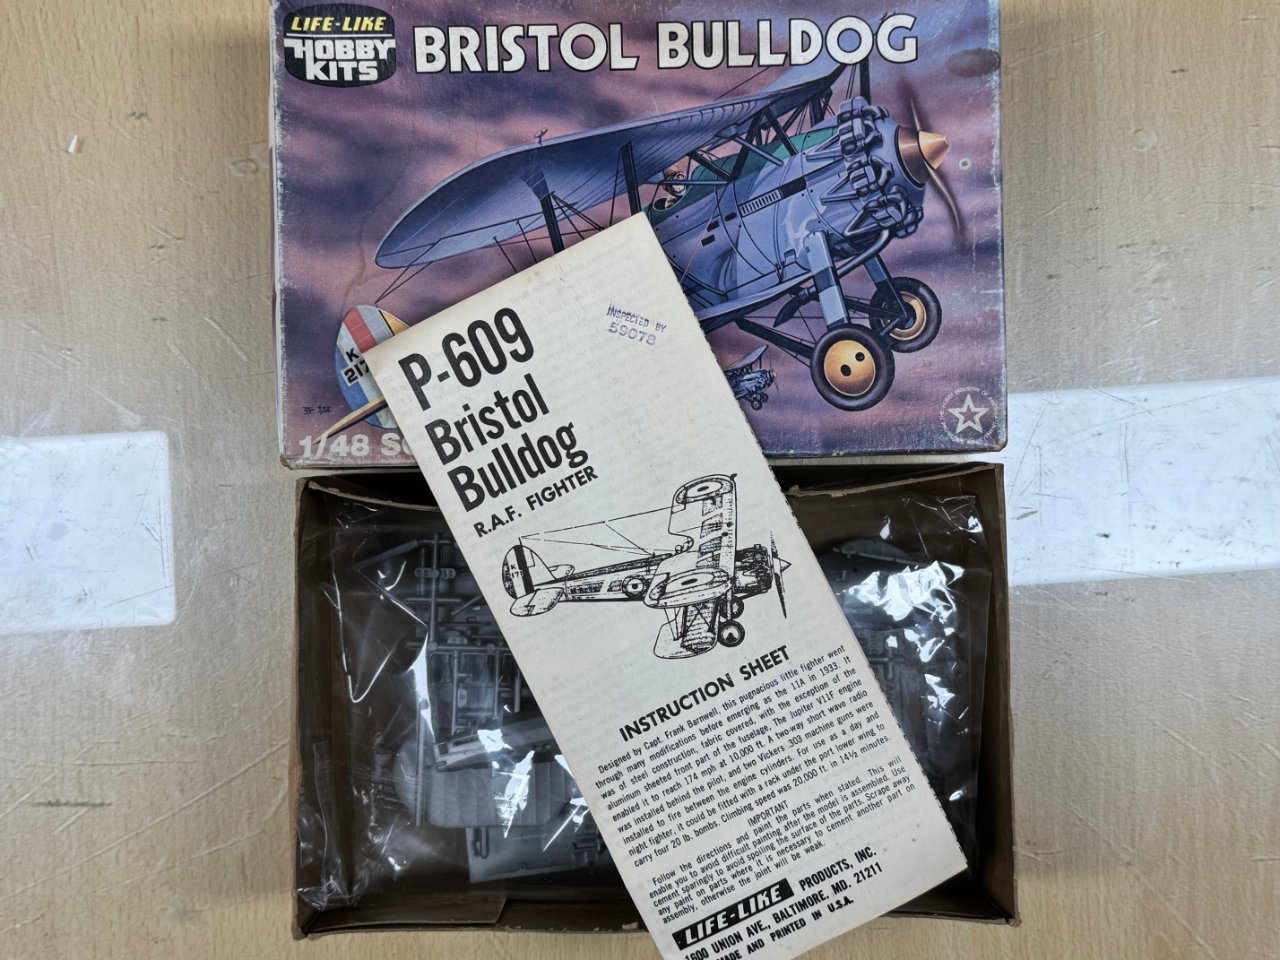 LIFE-LIKE
HOBBY
KITS
BRISTOL BULLDOG
K
217
1/48 SC
INSPECTED BY
59078
P-609
Bristol
Bulldog
R.A.F. FIGHTER
INSTRUCTION SHEET
Designed by Capt. Frank Barnwell, this pugnacious little fighter went
through many modifications before emerging as the 11A in 1933. It
was of steel construction, fabric covered, with the exception of the
aluminum sheeted front part of the fuselage. The Jupiter V11F engine
enabled it to reach 174 mph at 10,000 ft. A two-way short wave radio
was installed behind the pilot, and two Vickers .303 machine guns were
installed to fire between the engine cylinders. For use as a day and
night fighter, it could be fitted with a rack under the port lower wing to
carry four 20 lb. bombs. Climbing speed was 20,000 ft. in 14½ minutes.
IMPORTANT
Follow the directions and paint the parts when stated. This will
enable you to avoid difficult painting after the model is assembled. Use
cement sparingly to avoid spoiling the surface of the parts. Scrape away
any paint on parts where it is necessary to cement another part on
assembly, otherwise the joint will be weak.
LIFE-LIKE PRODUCTS, INC.
1600 UNION AVE., BALTIMORE, MD. 21211
MADE AND PRINTED IN U.S.A.